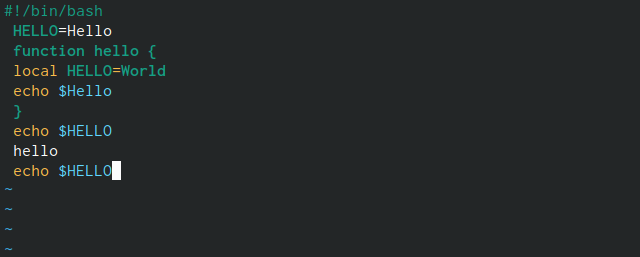 #!/bin/bash
HELLO=Hello
function hello {
local HELLO=World
echo $Hello
}
echo $HELLO
hello
echo $HELLO
~
~
~
~